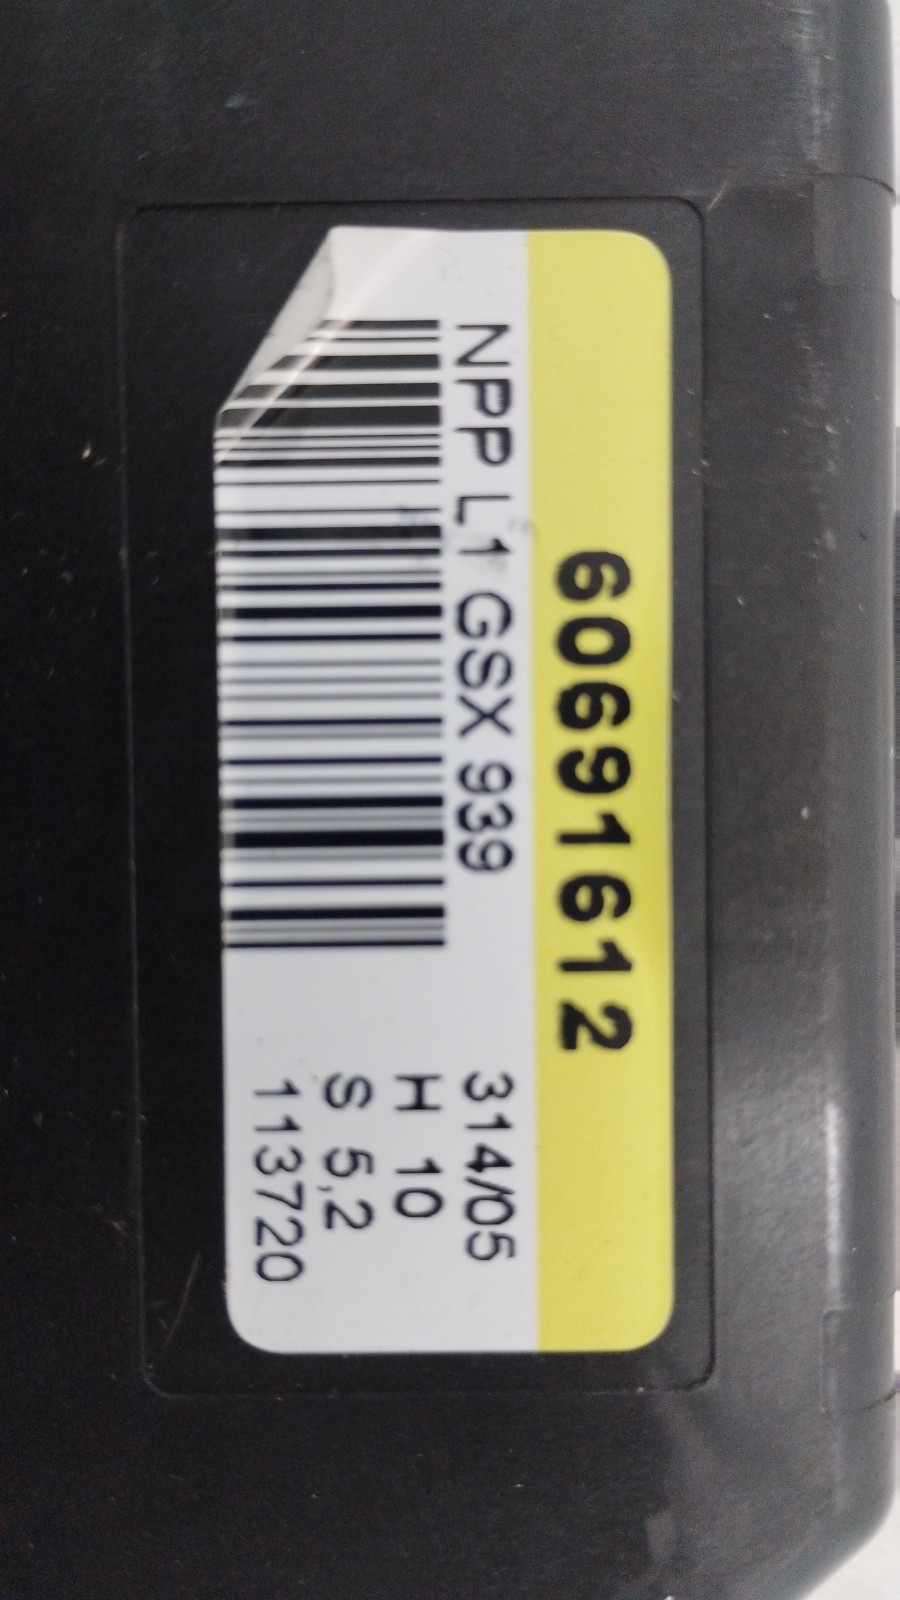 60691612
NPP L1 GSX 939
314/05
H 10
S 5,2
113720